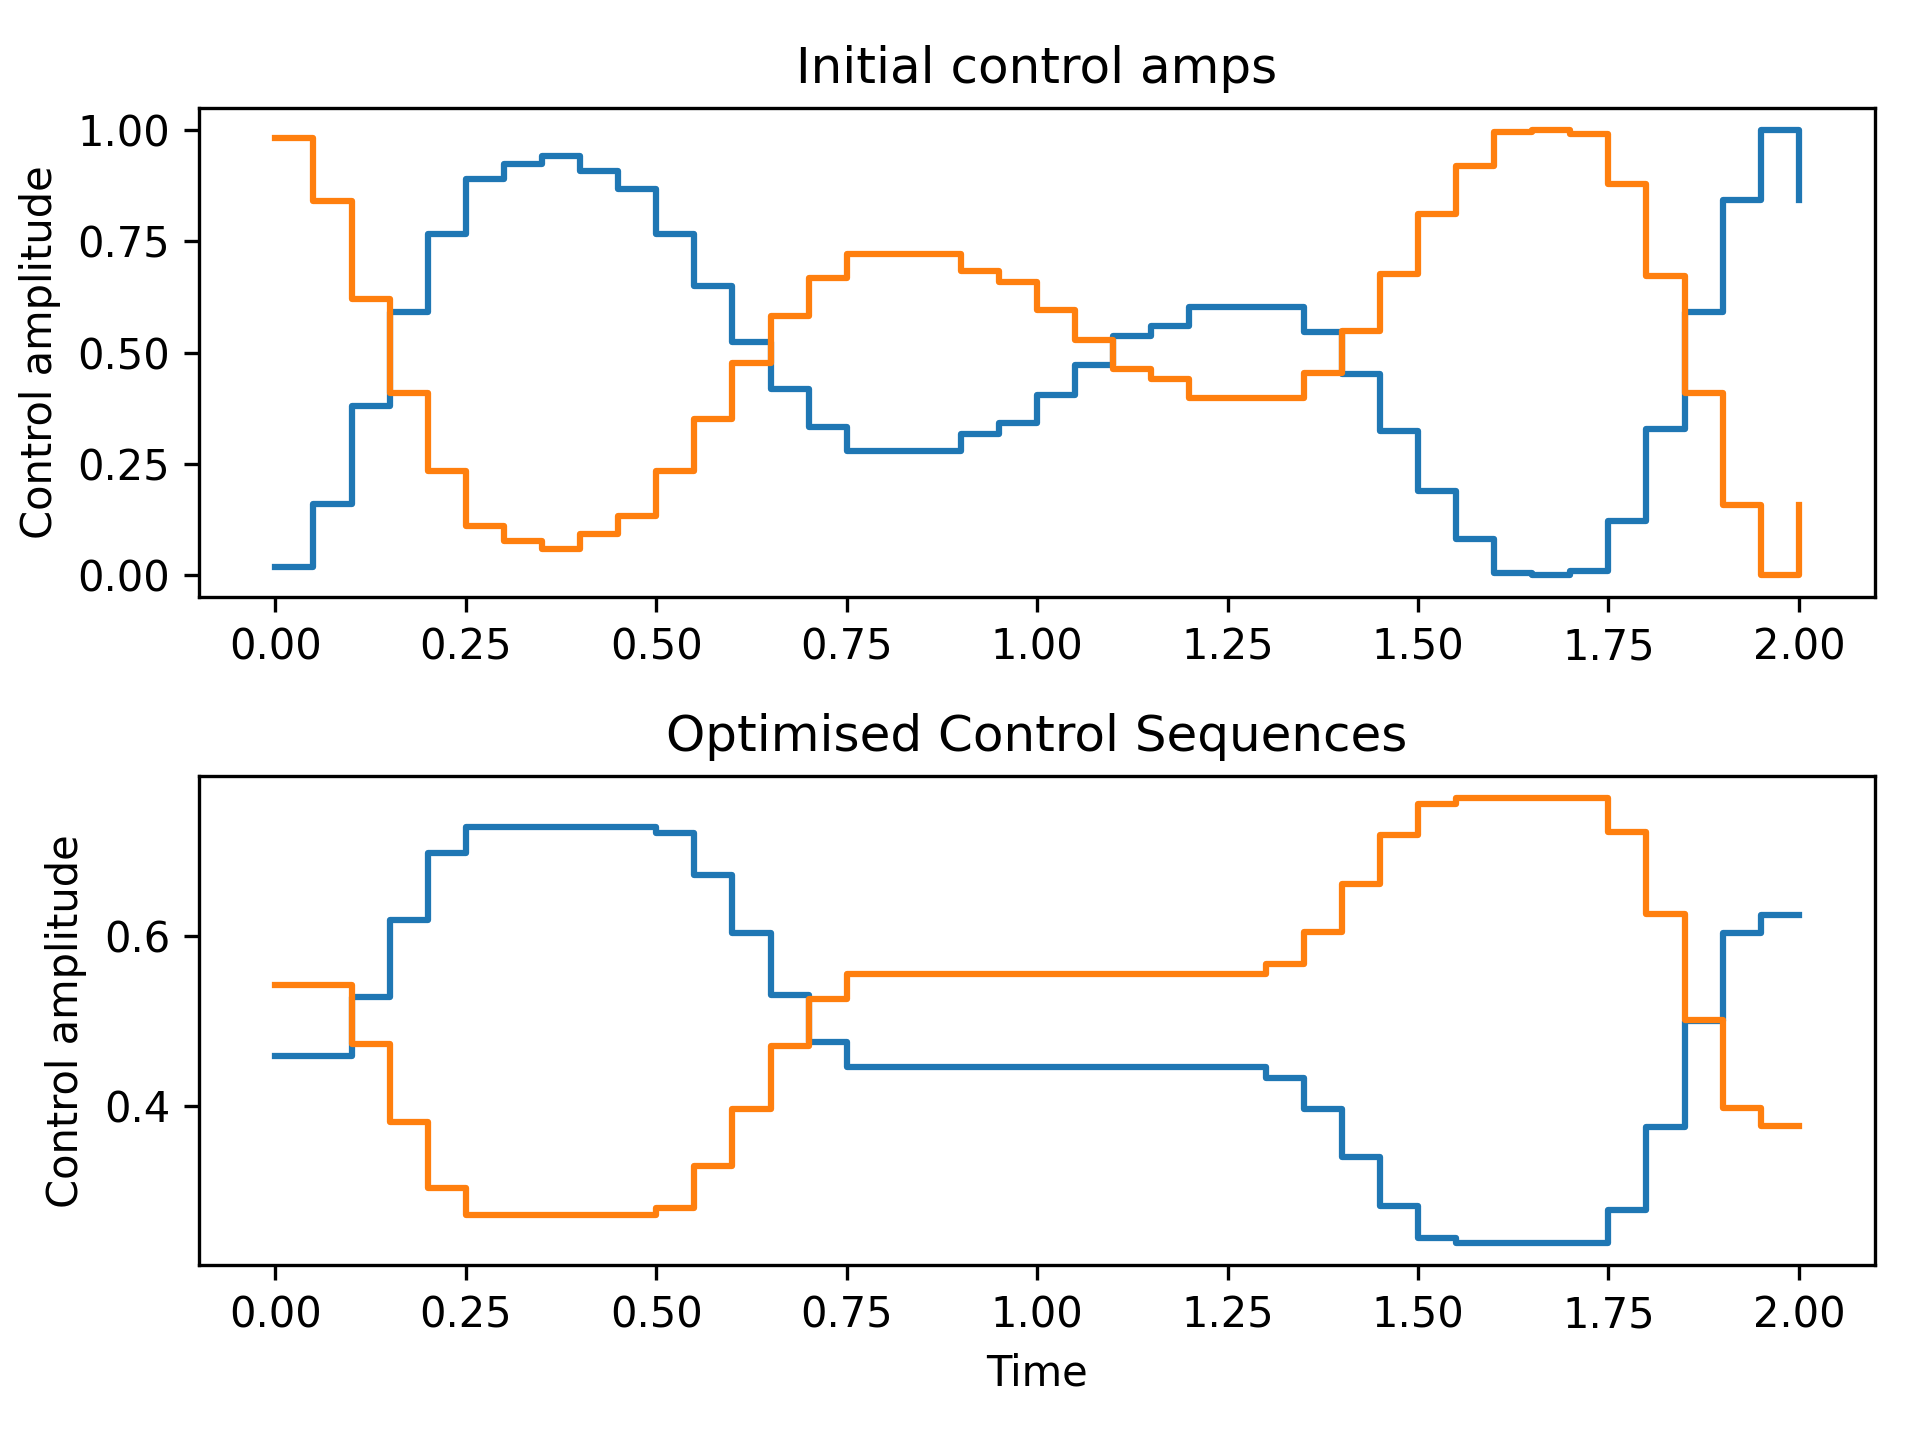 Initial control amps
Control amplitude
1.00
0.75
0.50
0.25
0.00
0.00 0.25 0.50 0.75 1.00 1.25 1.50 1.75 2.00
Optimised Control Sequences
Control amplitude
0.6
0.4
0.00 0.25 0.50 0.75 1.00 1.25 1.50 1.75 2.00
Time